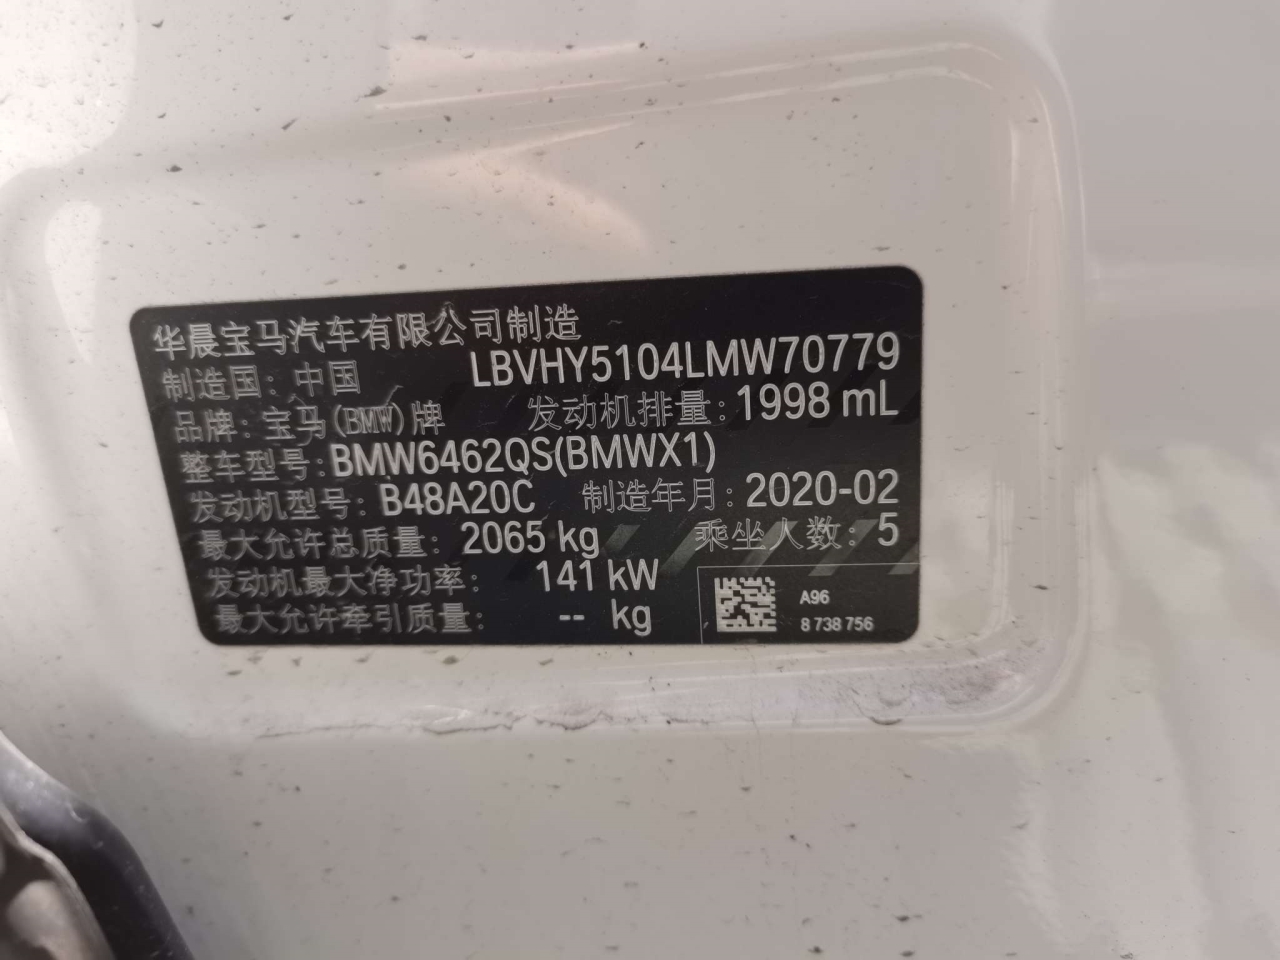 华晨宝马汽车有限公司制造
制造国：中国 LBVHY5104LMW70779
品牌：宝马(BMW)牌 发动机排量：1998 mL
整车型号：BMW6462QS(BMWX1)
发动机型号：B48A20C 制造年月：2020-02
最大允许总质量：2065 kg 乘坐人数：5
发动机最大净功率：141 kW
最大允许牵引质量：-- kg
A96
8 738 756